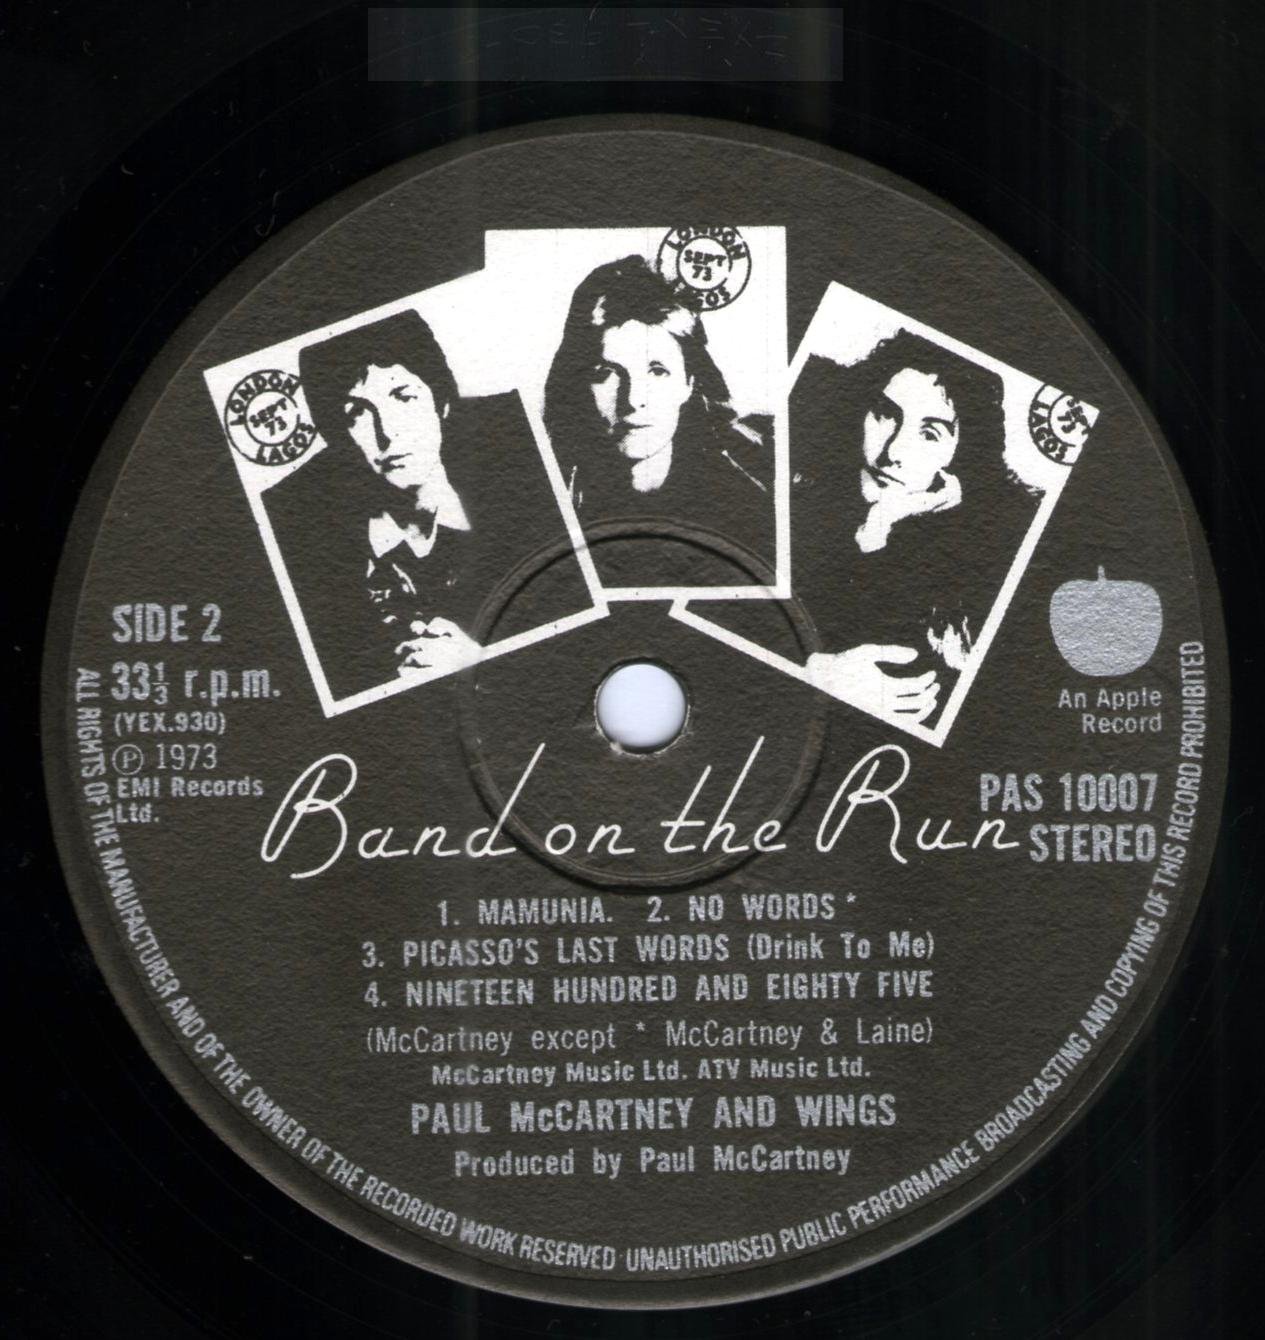 LONDON
SEPT
73
LAGOS
LONDON
SEPT
73
LAGOS
SEPT
73
LAGOS
SIDE 2
33⅓ r.p.m.
(YEX.930)
℗ 1973
EMI Records
Ltd.
An Apple
Record
PAS 10007
STEREO
Band on the Run
1. MAMUNIA. 2. NO WORDS *
3. PICASSO'S LAST WORDS (Drink To Me)
4. NINETEEN HUNDRED AND EIGHTY FIVE
(McCartney except * McCartney & Laine)
McCartney Music Ltd. ATV Music Ltd.
PAUL McCARTNEY AND WINGS
Produced by Paul McCartney
ALL RIGHTS OF THE MANUFACTURER AND OF THE OWNER OF THE RECORDED WORK RESERVED · UNAUTHORISED PUBLIC PERFORMANCE BROADCASTING AND COPYING OF THIS RECORD PROHIBITED